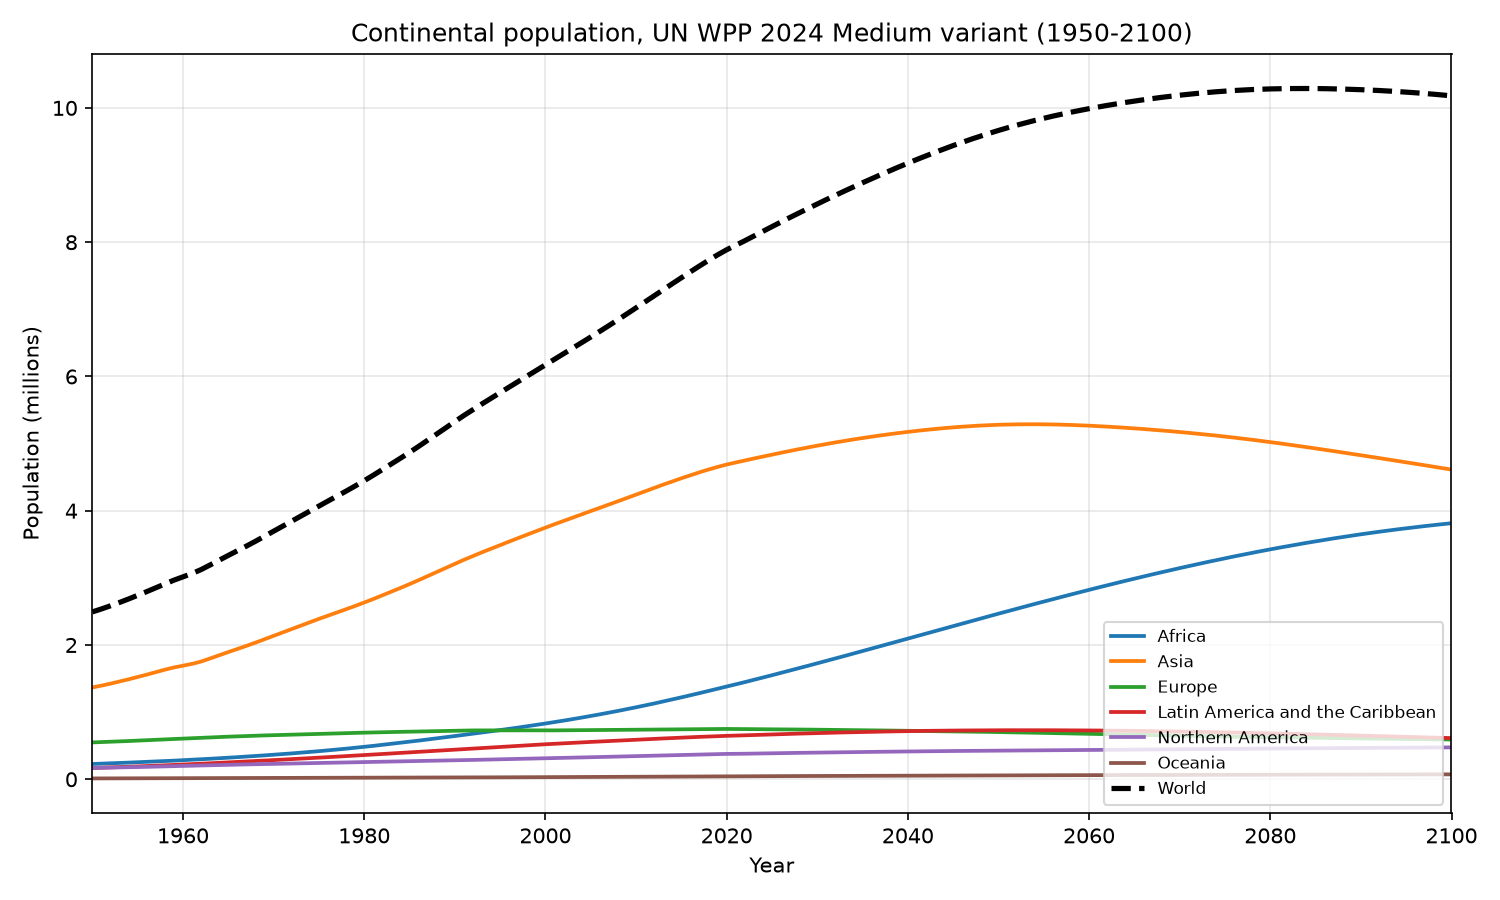 Continental population, UN WPP 2024 Medium variant (1950-2100)
Population (millions)
10
8
6
4
2
0
Africa
Asia
Europe
Latin America and the Caribbean
Northern America
Oceania
World
1960 1980 2000 2020 2040 2060 2080 2100
Year